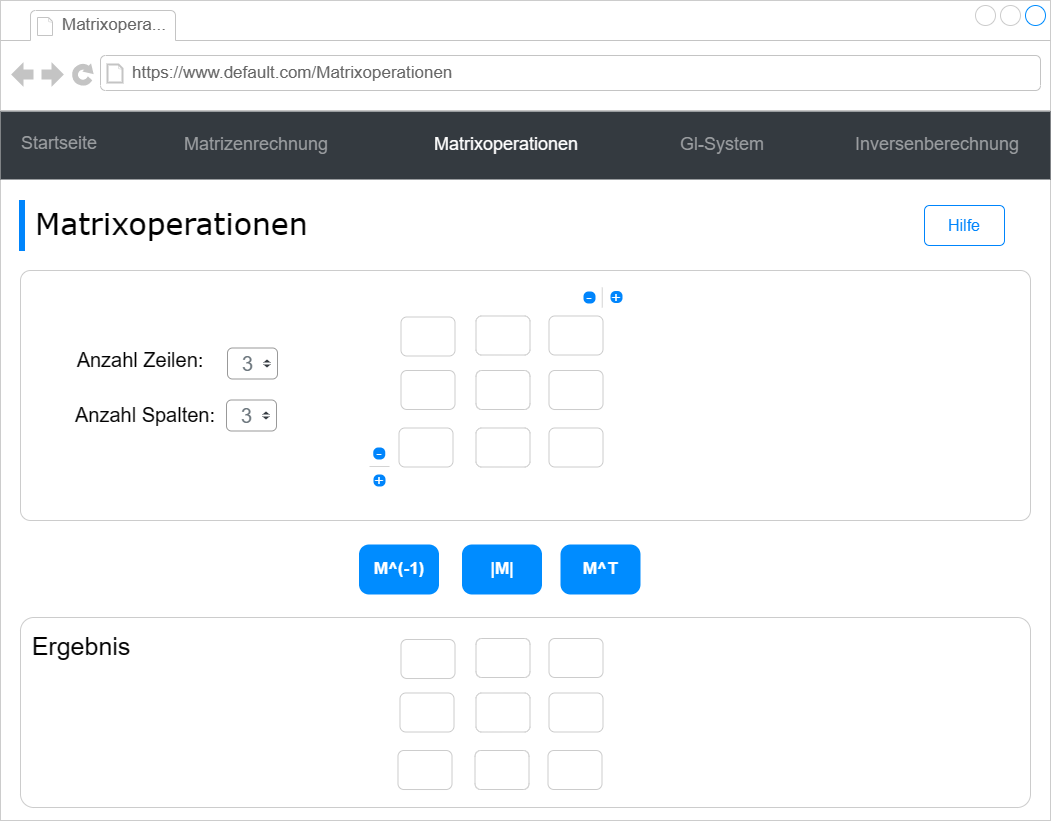 Matrixopera...
https://www.default.com/Matrixoperationen
Startseite Matrizenrechnung Matrixoperationen Gl-System Inversenberechnung
Matrixoperationen Hilfe
- +
Anzahl Zeilen: 3
Anzahl Spalten: 3
-
+
M^(-1) |M| M^T
Ergebnis